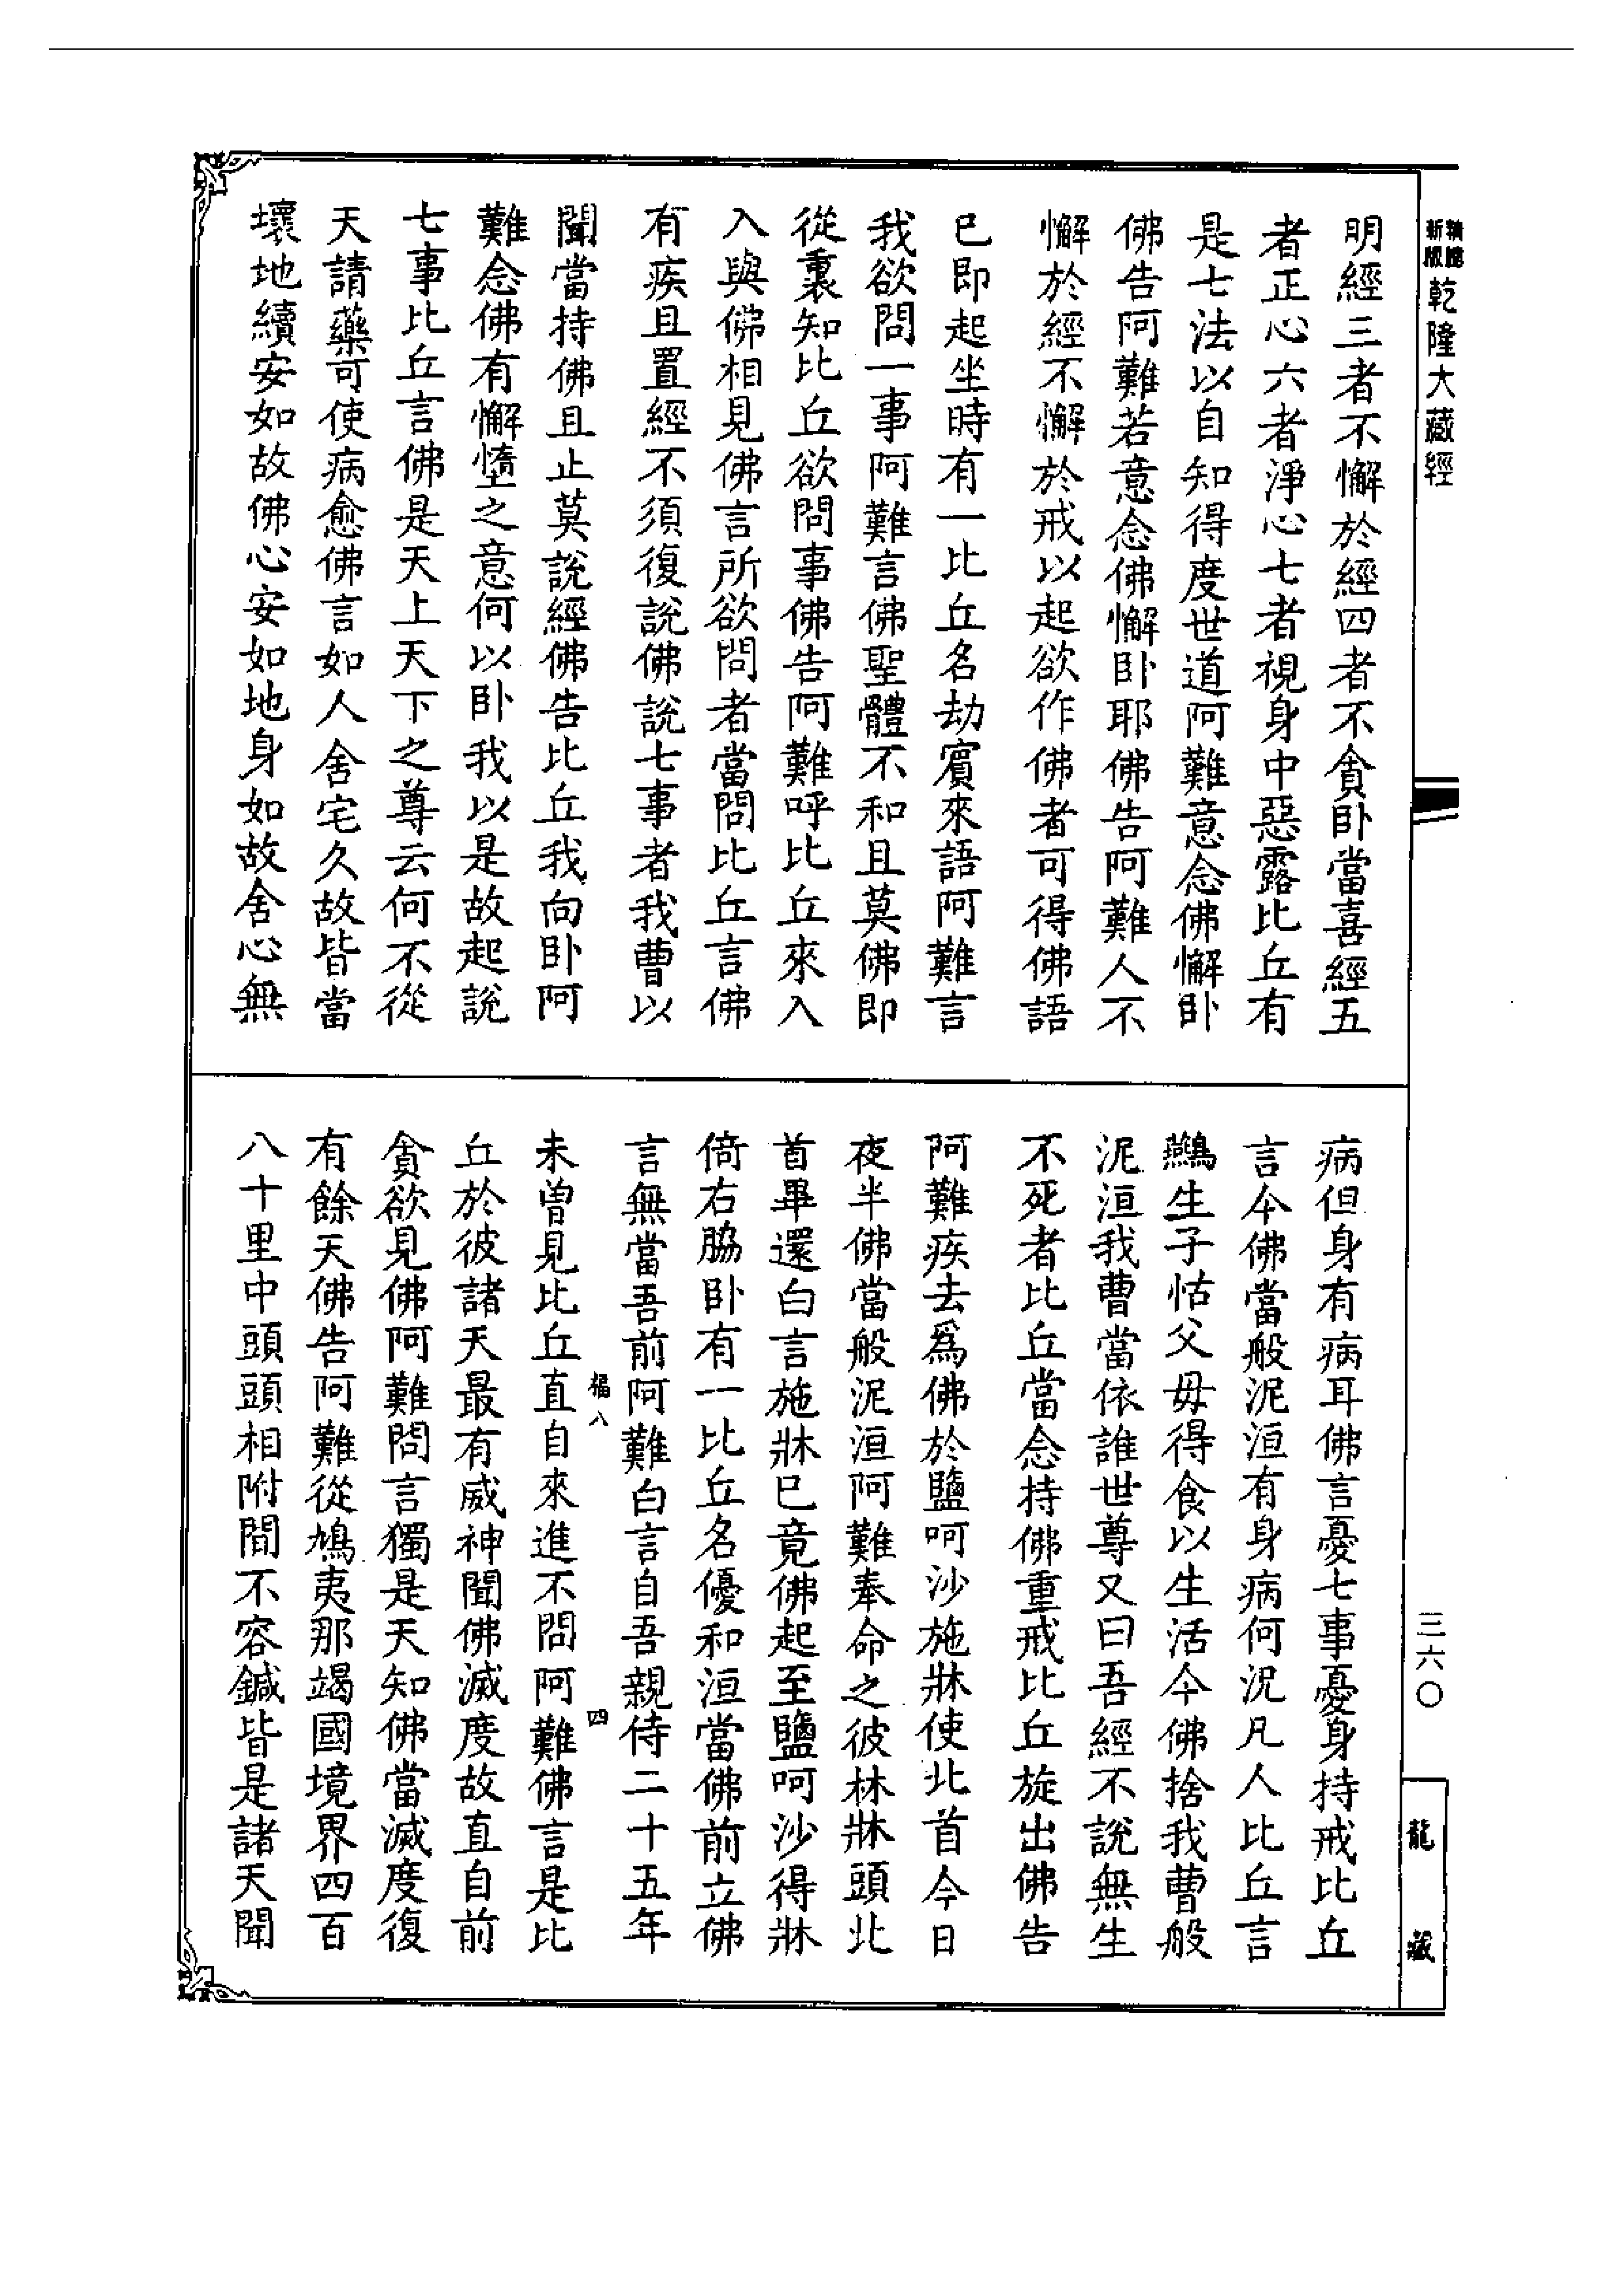 新版
精縮
乾隆大藏經
明經三者不懈於經四者不貪卧當喜經五
者正心六者淨心七者視身中惡露比丘有
是七法以自知得度世道阿難意念佛懈卧
佛告阿難若意念佛懈卧耶佛告阿難人不
懈於經不懈於戒以起欲作佛者可得佛語
已即起坐時有一比丘名劫賓來語阿難言
我欲問一事阿難言佛聖體不和且莫佛即
從裏知比丘欲問事佛告阿難呼比丘來入
入與佛相見佛言所欲問者當問比丘言佛
有疾且置經不須復說佛說七事者我曹以
聞當持佛且止莫說經佛告比丘我向卧阿
難念佛有懈墮之意何以卧我以是故起說
七事比丘言佛是天上天下之尊云何不從
天請藥可使病愈佛言如人舍宅久故皆當
壞地續安如故佛心安如地身如故舍心無
病但身有病耳佛言憂七事憂身持戒比丘
言今佛當般泥洹有身病何況凡人比丘言
鷰生子怙父母得食以生活今佛捨我曹般
泥洹我曹當依誰世尊又曰吾經不說無生
不死者比丘當念持佛重戒比丘旋出佛告
阿難疾去爲佛於鹽呵沙施牀使北首今日
夜半佛當般泥洹阿難奉命之彼林牀頭北
首畢還白言施牀已竟佛起至鹽呵沙得牀
倚右脇卧有一比丘名優和洹當佛前立佛
言無當吾前阿難白言自吾親侍二十五年
福八
四
未曾見比丘直自來進不問阿難佛言是比
丘於彼諸天最有威神聞佛滅度故直自前
貪欲見佛阿難問言獨是天知佛當滅度復
有餘天佛告阿難從鳩夷那竭國境界四百
八十里中頭頭相附間不容鍼皆是諸天聞
三六〇
龍藏